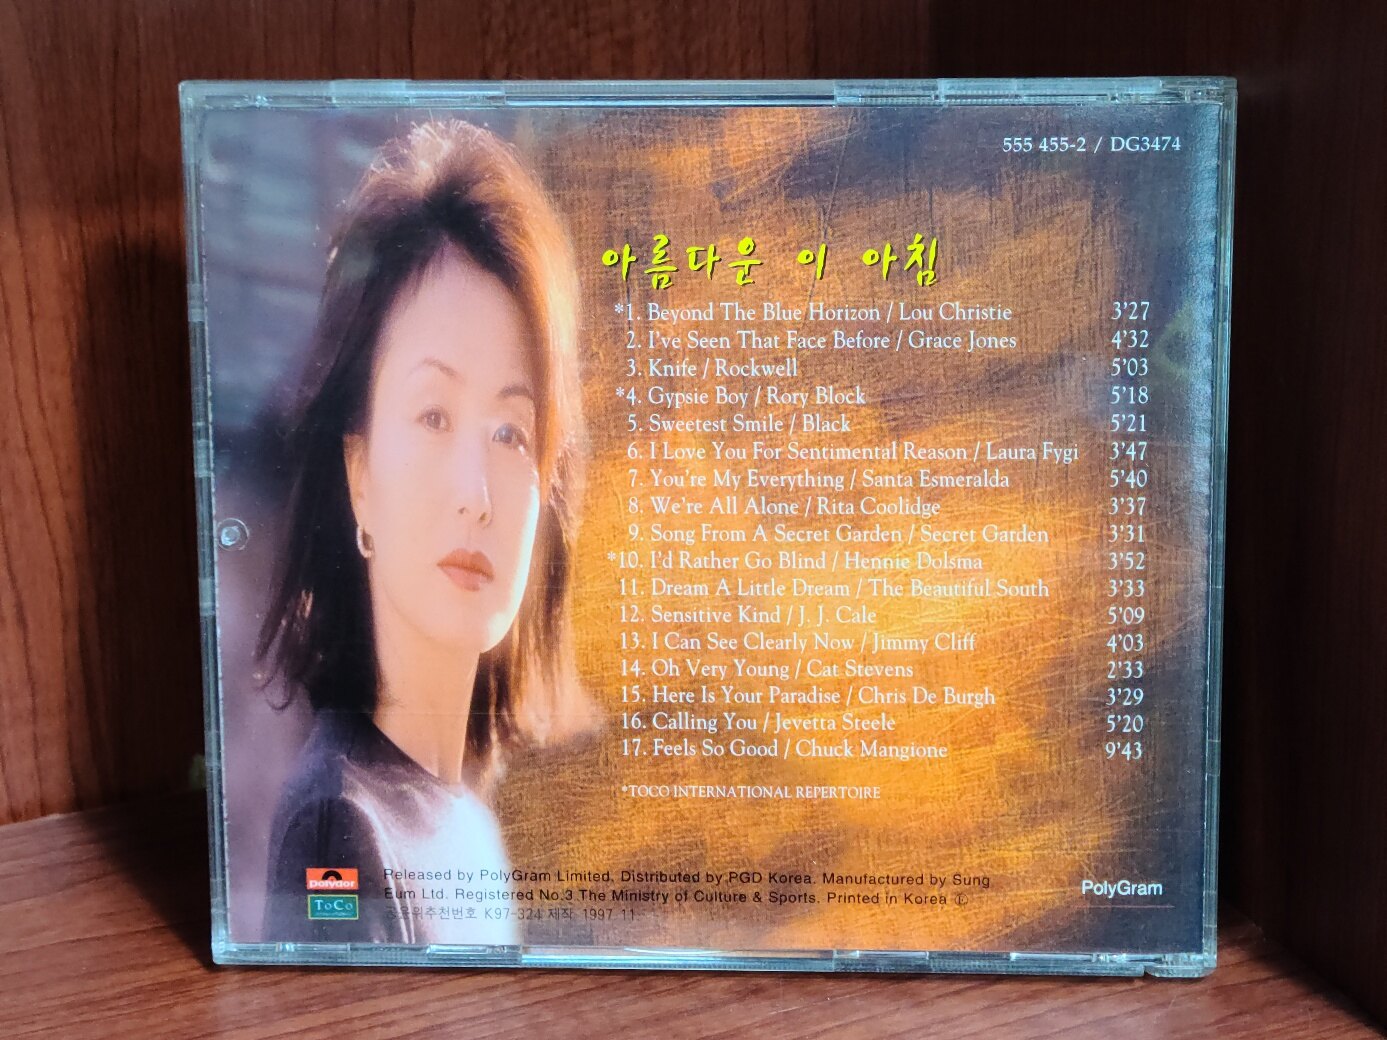 555 455-2 / DG3474
아름다운 이 아침
*1. Beyond The Blue Horizon / Lou Christie 3'27
2. I've Seen That Face Before / Grace Jones 4'32
3. Knife / Rockwell 5'03
*4. Gypsie Boy / Rory Block 5'18
5. Sweetest Smile / Black 5'21
6. I Love You For Sentimental Reason / Laura Fygi 3'47
7. You're My Everything / Santa Esmeralda 5'40
8. We're All Alone / Rita Coolidge 3'37
9. Song From A Secret Garden / Secret Garden 3'31
*10. I'd Rather Go Blind / Hennie Dolsma 3'52
11. Dream A Little Dream / The Beautiful South 3'33
12. Sensitive Kind / J. J. Cale 5'09
13. I Can See Clearly Now / Jimmy Cliff 4'03
14. Oh Very Young / Cat Stevens 2'33
15. Here Is Your Paradise / Chris De Burgh 3'29
16. Calling You / Jevetta Steele 5'20
17. Feels So Good / Chuck Mangione 9'43
*TOCO INTERNATIONAL REPERTOIRE
polydor
ToCo
Released by PolyGram Limited. Distributed by PGD Korea. Manufactured by Sung
Eum Ltd. Registered No.3 The Ministry of Culture & Sports. Printed in Korea Ⓟ
공윤위추천번호 K97-324 제작 1997.11
PolyGram